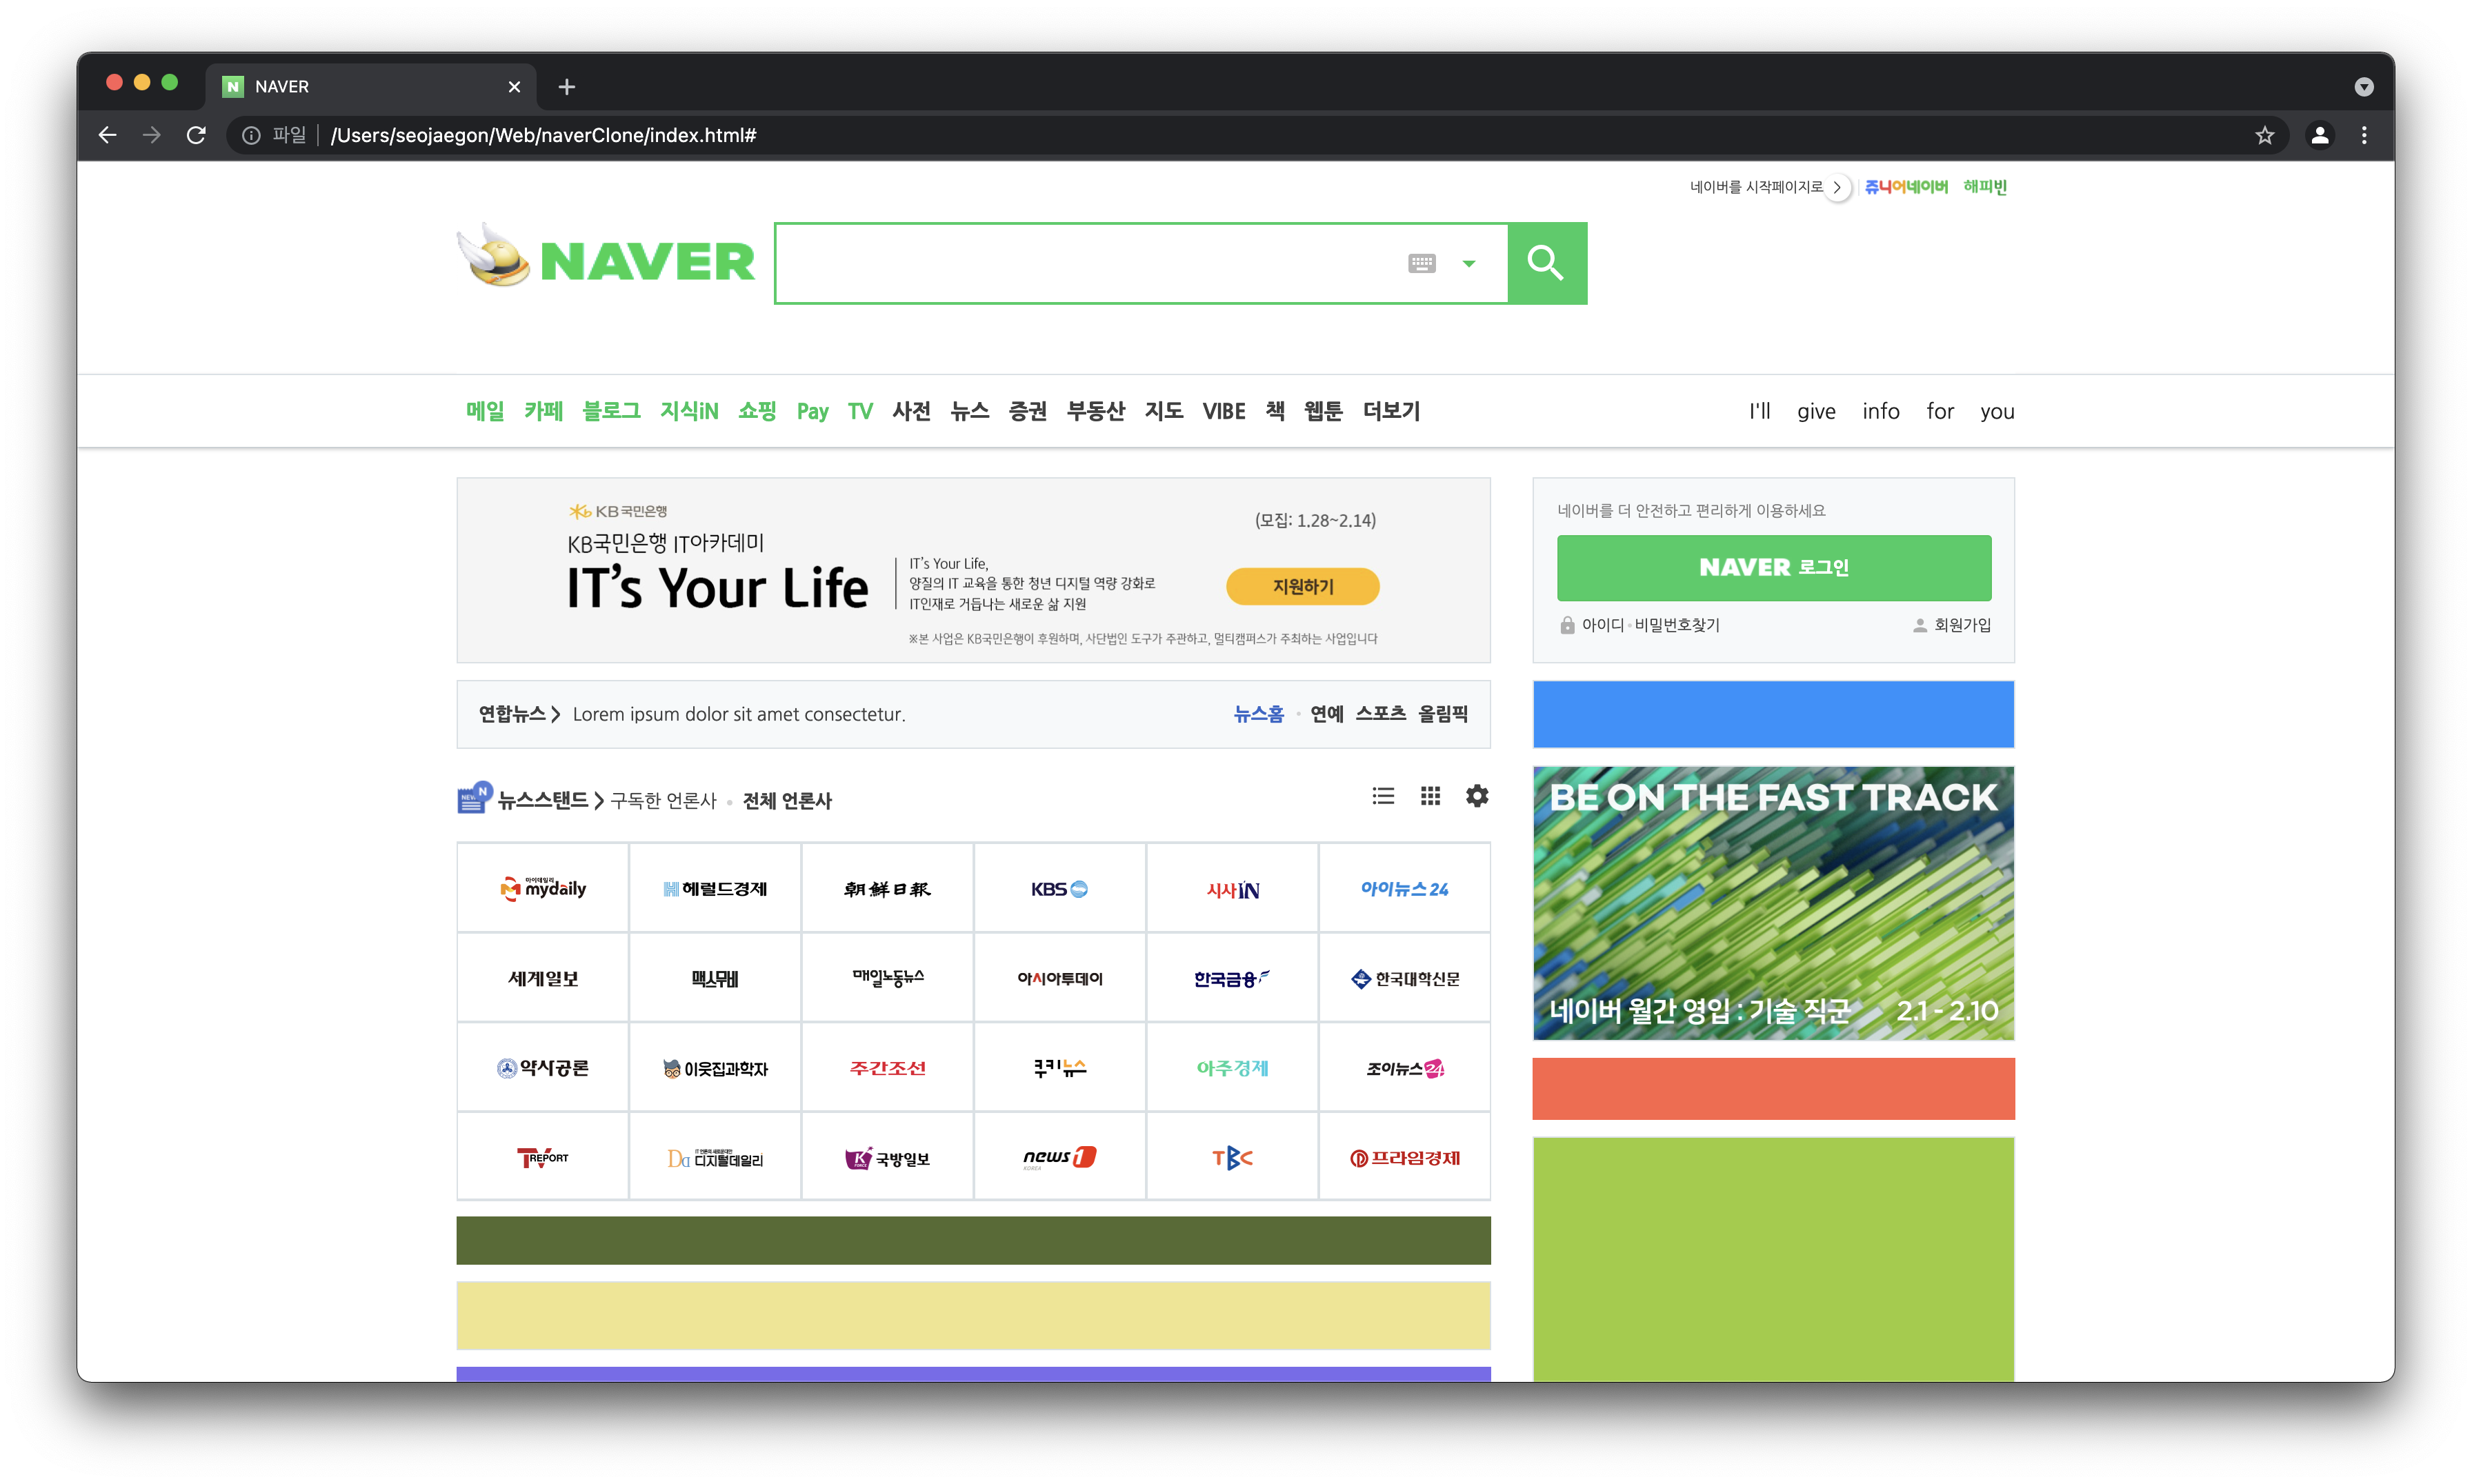 NAVER
파일 /Users/seojaegon/Web/naverClone/index.html#
네이버를 시작페이지로 쥬니어네이버 해피빈
NAVER
메일 카페 블로그 지식iN 쇼핑 Pay TV 사전 뉴스 증권 부동산 지도 VIBE 책 웹툰 더보기
I'll give info for you
KB국민은행
(모집: 1.28~2.14)
KB국민은행 IT아카데미
IT's Your Life
IT's Your Life,
양질의 IT 교육을 통한 청년 디지털 역량 강화로
IT인재로 거듭나는 새로운 삶 지원
지원하기
※본 사업은 KB국민은행이 후원하며, 사단법인 도구가 주관하고, 멀티캠퍼스가 주최하는 사업입니다
네이버를 더 안전하고 편리하게 이용하세요
NAVER 로그인
아이디 비밀번호찾기 회원가입
연합뉴스 Lorem ipsum dolor sit amet consectetur.
뉴스홈 연예 스포츠 올림픽
뉴스스탠드 구독한 언론사 전체 언론사
마이데일리
mydaily 헤럴드경제 朝鮮日報 KBS 시사IN 아이뉴스24
세계일보 맥스무비 매일노동뉴스 아시아투데이 한국금융 한국대학신문
약사공론 이웃집과학자 주간조선 쿠키뉴스 아주경제 조이뉴스24
TV REPORT 디지털데일리 국방일보 news1 KOREA TBC 프라임경제
BE ON THE FAST TRACK
네이버 월간 영입 : 기술 직군 2.1 - 2.10